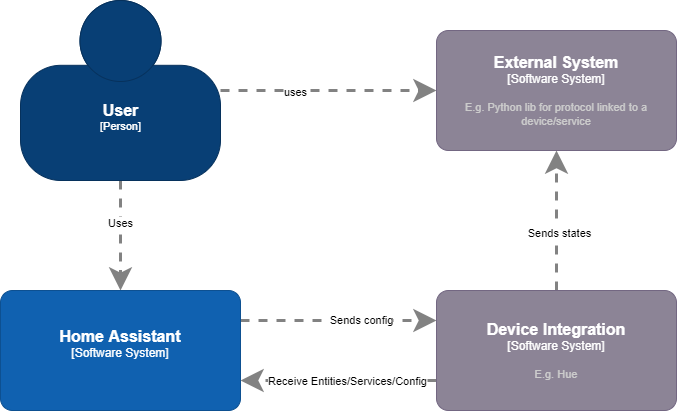 User
[Person]
uses
External System
[Software System]
E.g. Python lib for protocol linked to a
device/service
Uses
Sends states
Home Assistant
[Software System]
Sends config
Receive Entities/Services/Config
Device Integration
[Software System]
E.g. Hue